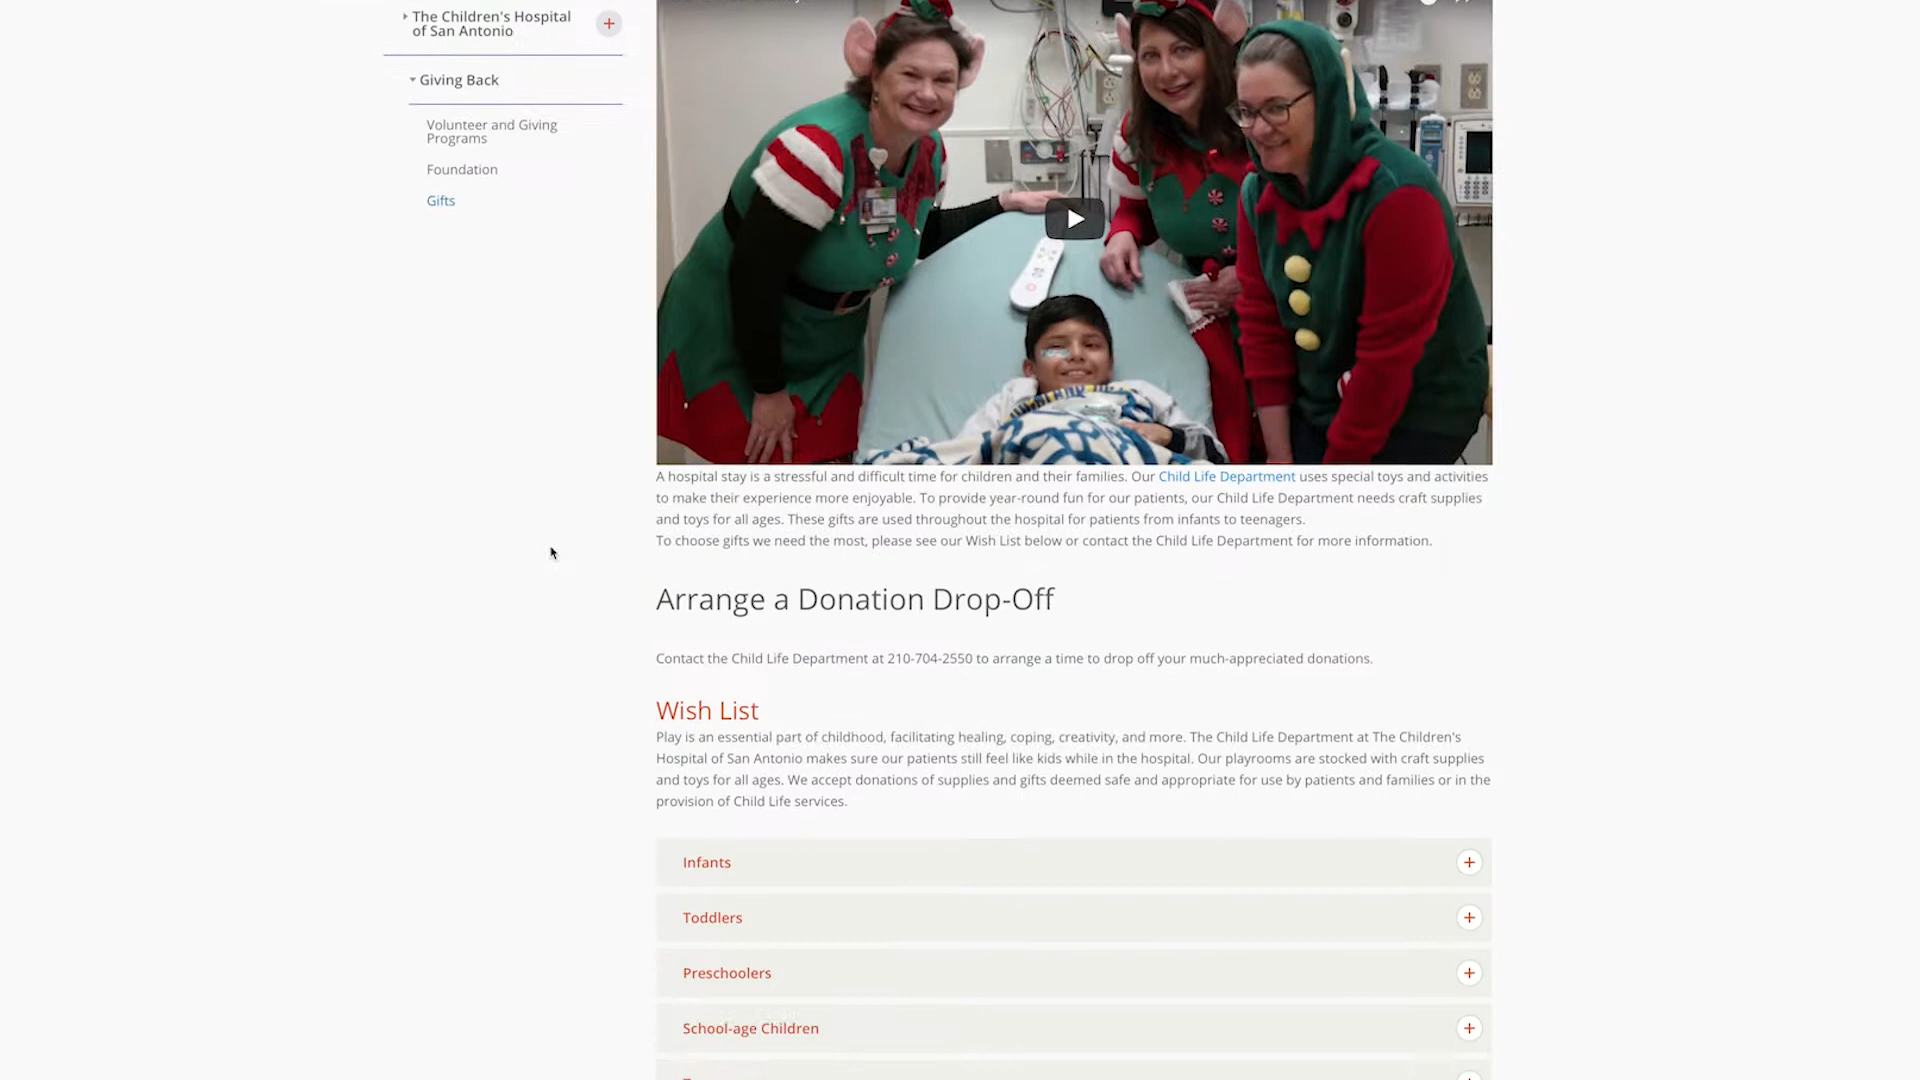 The Children's Hospital
of San Antonio
Giving Back
Volunteer and Giving
Programs
Foundation
Gifts
A hospital stay is a stressful and difficult time for children and their families. Our Child Life Department uses special toys and activities
to make their experience more enjoyable. To provide year-round fun for our patients, our Child Life Department needs craft supplies
and toys for all ages. These gifts are used throughout the hospital for patients from infants to teenagers.
To choose gifts we need the most, please see our Wish List below or contact the Child Life Department for more information.
Arrange a Donation Drop-Off
Contact the Child Life Department at 210-704-2550 to arrange a time to drop off your much-appreciated donations.
Wish List
Play is an essential part of childhood, facilitating healing, coping, creativity, and more. The Child Life Department at The Children's
Hospital of San Antonio makes sure our patients still feel like kids while in the hospital. Our playrooms are stocked with craft supplies
and toys for all ages. We accept donations of supplies and gifts deemed safe and appropriate for use by patients and families or in the
provision of Child Life services.
Infants
Toddlers
Preschoolers
School-age Children